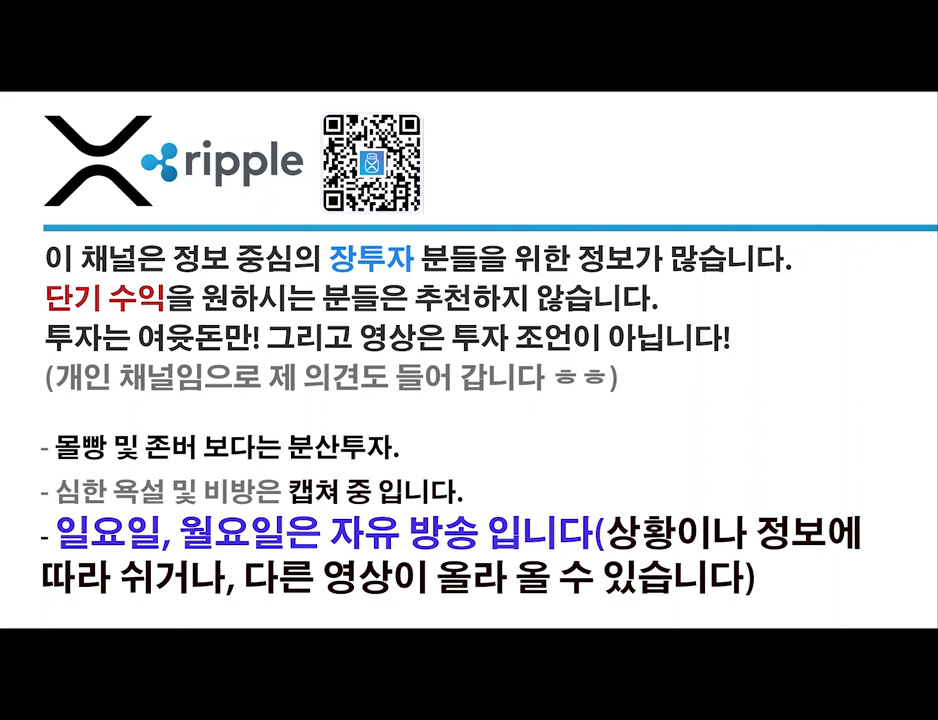 ripple
이 채널은 정보 중심의 장투자 분들을 위한 정보가 많습니다.
단기 수익을 원하시는 분들은 추천하지 않습니다.
투자는 여윳돈만! 그리고 영상은 투자 조언이 아닙니다!
(개인 채널임으로 제 의견도 들어 갑니다 ㅎㅎ)
- 몰빵 및 존버 보다는 분산투자.
- 심한 욕설 및 비방은 캡쳐 중 입니다.
- 일요일, 월요일은 자유 방송 입니다(상황이나 정보에
따라 쉬거나, 다른 영상이 올라 올 수 있습니다)